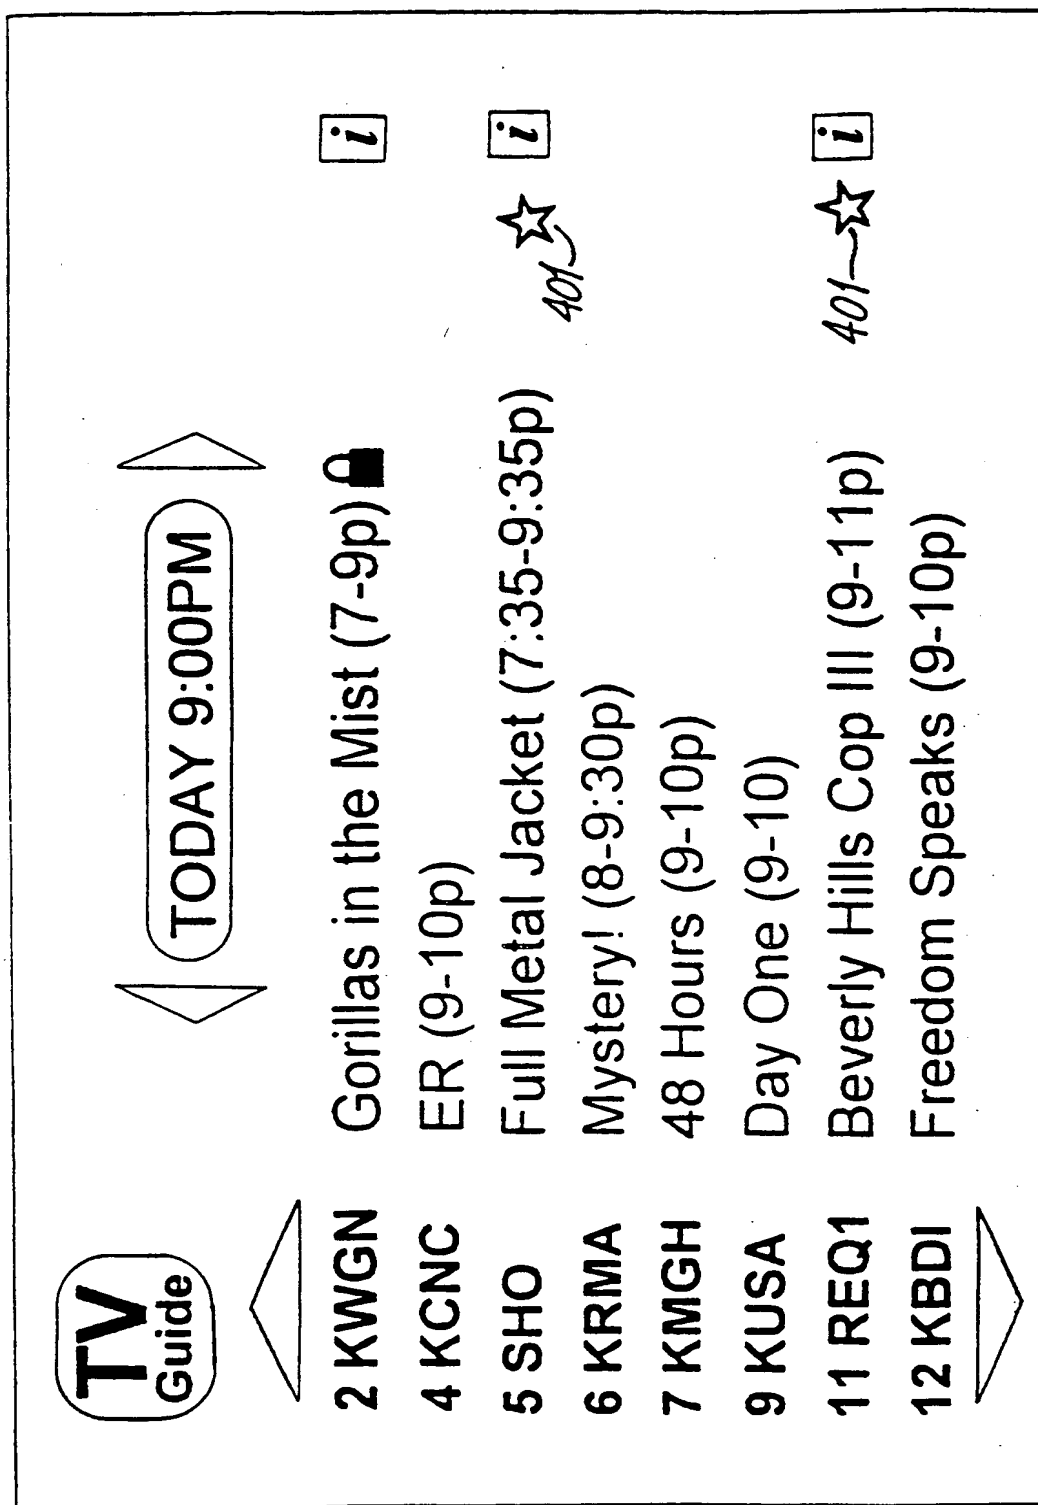 TV
Guide
TODAY 9:00PM
2 KWGN Gorillas in the Mist (7-9p) i
4 KCNC ER (9-10p)
5 SHO Full Metal Jacket (7:35-9:35p) 401 i
6 KRMA Mystery! (8-9:30p)
7 KMGH 48 Hours (9-10p)
9 KUSA Day One (9-10)
11 REQ1 Beverly Hills Cop III (9-11p) 401 i
12 KBDI Freedom Speaks (9-10p)